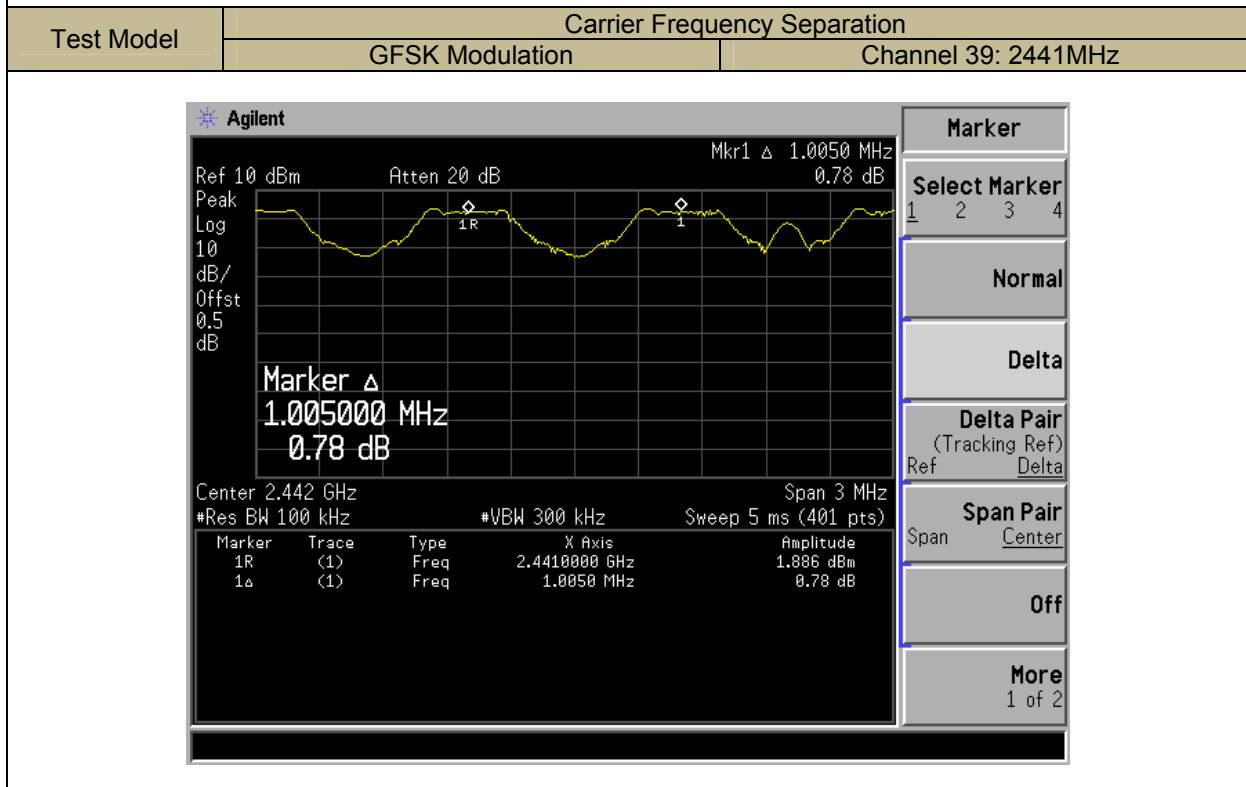 Test Model
Carrier Frequency Separation
GFSK Modulation
Channel 39: 2441MHz
Agilent
Mkr1 Δ 1.0050 MHz
Ref 10 dBm
Atten 20 dB
0.78 dB
Peak
Log
10
dB/
Offst
0.5
dB
1R
1
Marker Δ
1.005000 MHz
0.78 dB
Center 2.442 GHz
Span 3 MHz
#Res BW 100 kHz
#VBW 300 kHz
Sweep 5 ms (401 pts)
Marker Trace Type X Axis Amplitude
1R (1) Freq 2.4410000 GHz 1.886 dBm
1Δ (1) Freq 1.0050 MHz 0.78 dB
Marker
Select Marker
1 2 3 4
Normal
Delta
Delta Pair
(Tracking Ref)
Ref Delta
Span Pair
Span Center
Off
More
1 of 2